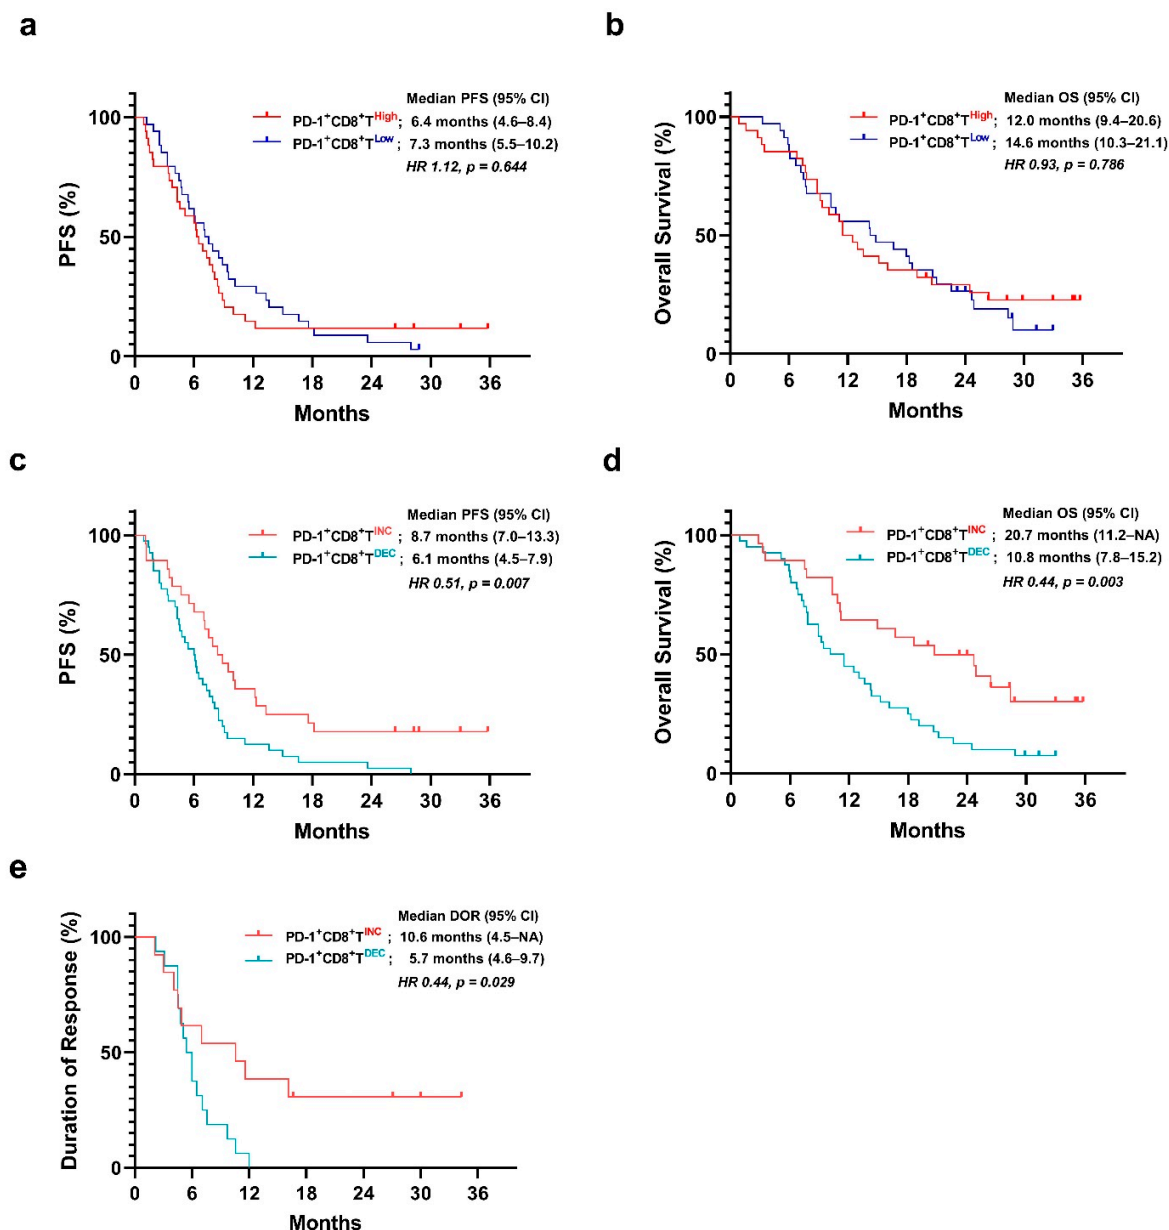 a
Median PFS (95% CI)
PD-1+CD8+T^High ; 6.4 months (4.6–8.4)
PD-1+CD8+T^Low ; 7.3 months (5.5–10.2)
HR 1.12, p = 0.644
PFS (%)
100
50
0
0 6 12 18 24 30 36
Months
b
Median OS (95% CI)
PD-1+CD8+T^High ; 12.0 months (9.4–20.6)
PD-1+CD8+T^Low ; 14.6 months (10.3–21.1)
HR 0.93, p = 0.786
Overall Survival (%)
100
50
0
0 6 12 18 24 30 36
Months
c
Median PFS (95% CI)
PD-1+CD8+T^INC ; 8.7 months (7.0–13.3)
PD-1+CD8+T^DEC ; 6.1 months (4.5–7.9)
HR 0.51, p = 0.007
PFS (%)
100
50
0
0 6 12 18 24 30 36
Months
d
Median OS (95% CI)
PD-1+CD8+T^INC ; 20.7 months (11.2–NA)
PD-1+CD8+T^DEC ; 10.8 months (7.8–15.2)
HR 0.44, p = 0.003
Overall Survival (%)
100
50
0
0 6 12 18 24 30 36
Months
e
Median DOR (95% CI)
PD-1+CD8+T^INC ; 10.6 months (4.5–NA)
PD-1+CD8+T^DEC ; 5.7 months (4.6–9.7)
HR 0.44, p = 0.029
Duration of Response (%)
100
50
0
0 6 12 18 24 30 36
Months